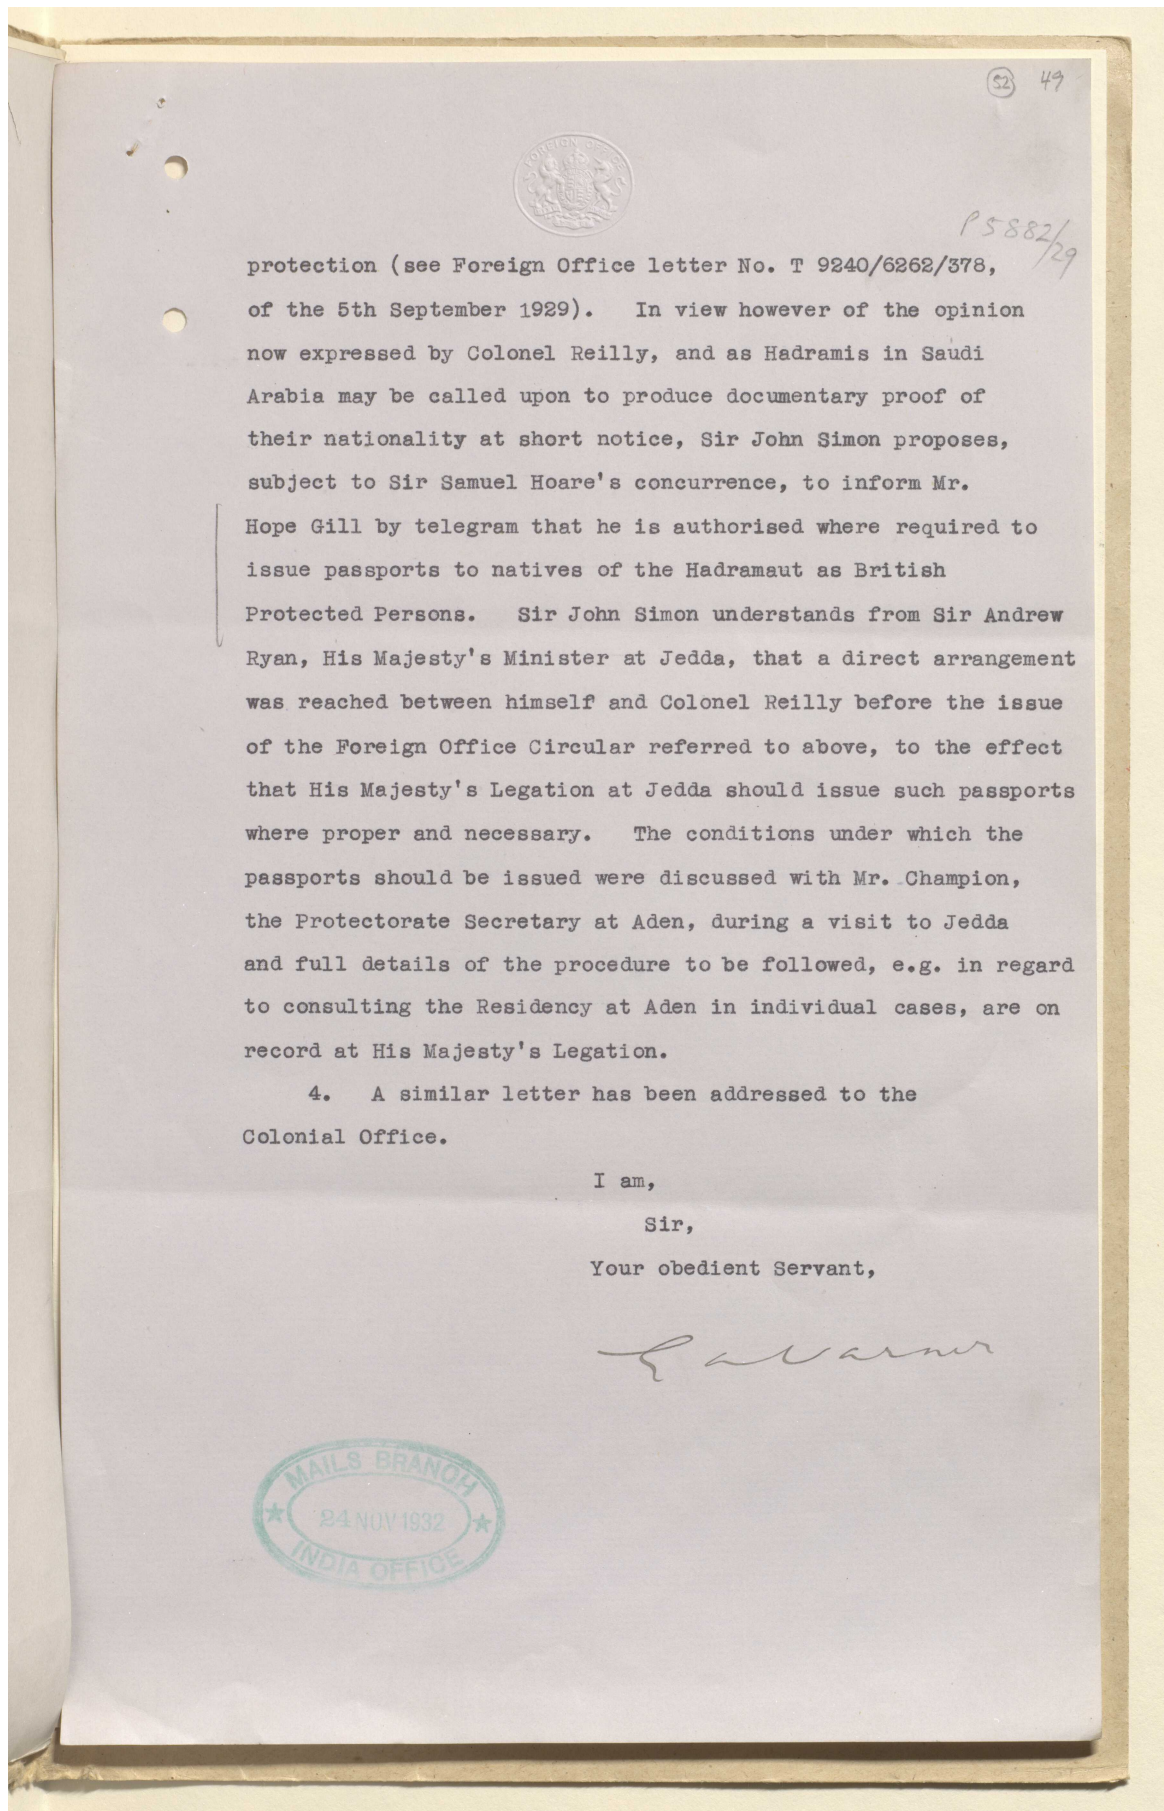 52 49
FOREIGN OFFICE
P5882/29
protection (see Foreign Office letter No. T 9240/6262/378,
of the 5th September 1929). In view however of the opinion
now expressed by Colonel Reilly, and as Hadramis in Saudi
Arabia may be called upon to produce documentary proof of
their nationality at short notice, Sir John Simon proposes,
subject to Sir Samuel Hoare's concurrence, to inform Mr.
Hope Gill by telegram that he is authorised where required to
issue passports to natives of the Hadramaut as British
Protected Persons. Sir John Simon understands from Sir Andrew
Ryan, His Majesty's Minister at Jedda, that a direct arrangement
was reached between himself and Colonel Reilly before the issue
of the Foreign Office Circular referred to above, to the effect
that His Majesty's Legation at Jedda should issue such passports
where proper and necessary. The conditions under which the
passports should be issued were discussed with Mr. Champion,
the Protectorate Secretary at Aden, during a visit to Jedda
and full details of the procedure to be followed, e.g. in regard
to consulting the Residency at Aden in individual cases, are on
record at His Majesty's Legation.
4. A similar letter has been addressed to the
Colonial Office.
I am,
Sir,
Your obedient Servant,
MAILS BRANCH
24 NOV 1932
INDIA OFFICE